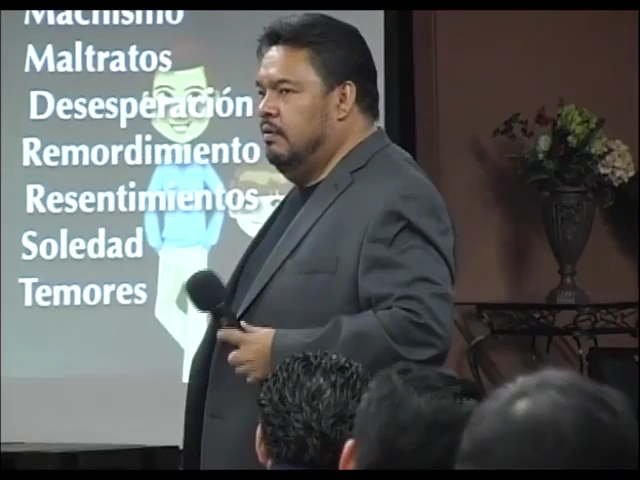 Machismo
Maltratos
Desesperación
Remordimiento
Resentimientos
Soledad
Temores